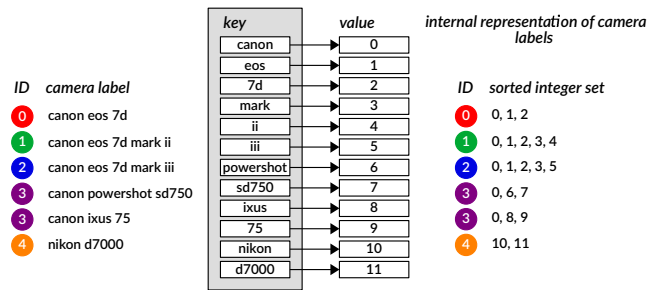 key value internal representation of camera
labels
canon 0
eos 1
ID camera label 7d 2 ID sorted integer set
mark 3
0 canon eos 7d ii 4 0 0, 1, 2
1 canon eos 7d mark ii iii 5 1 0, 1, 2, 3, 4
2 canon eos 7d mark iii powershot 6 2 0, 1, 2, 3, 5
3 canon powershot sd750 sd750 7 3 0, 6, 7
3 canon ixus 75 ixus 8 3 0, 8, 9
75 9
4 nikon d7000 nikon 10 4 10, 11
d7000 11